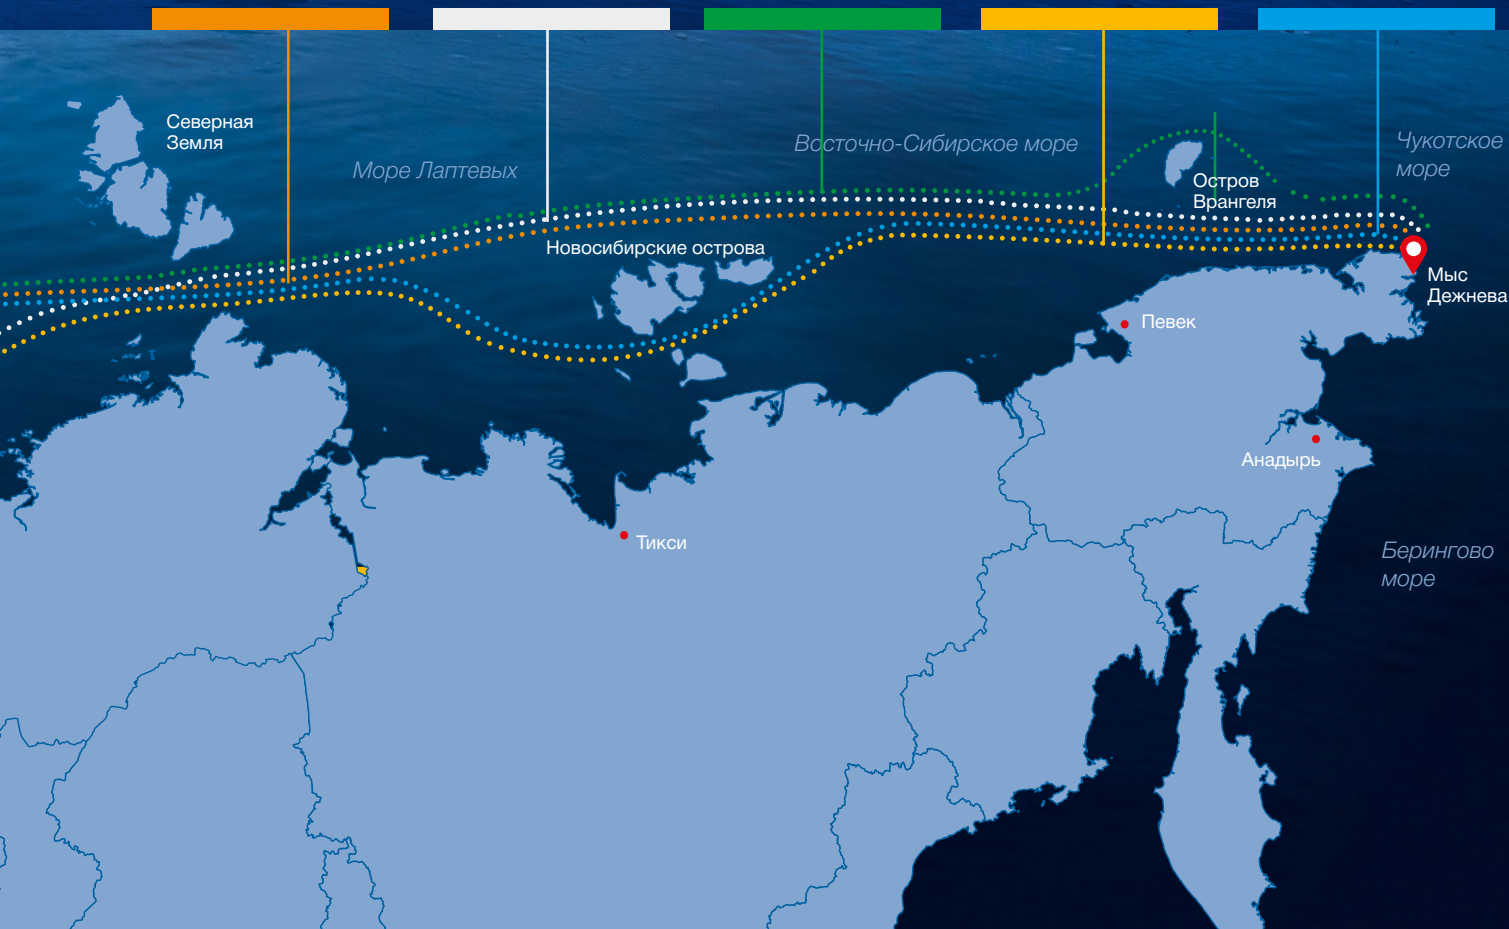 Северная
Земля
Море Лаптевых
Восточно-Сибирское море
Чукотское
море
Остров
Врангеля
Новосибирские острова
Мыс
Дежнева
Певек
Анадырь
Тикси
Берингово
море